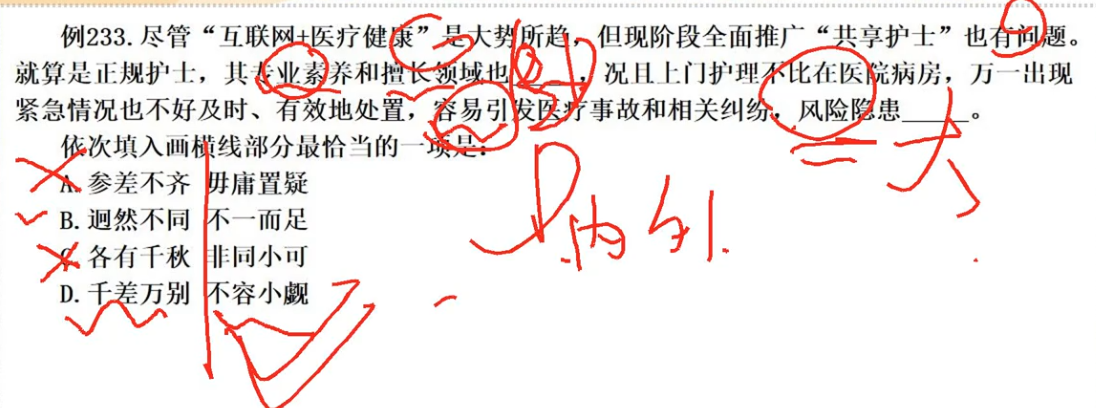 例233.尽管“互联网+医疗健康”是大势所趋，但现阶段全面推广“共享护士”也有问题。
就算是正规护士，其专业素养和擅长领域也 ，况且上门护理不比在医院病房，万一出现
紧急情况也不好及时、有效地处置，容易引发医疗事故和相关纠纷，风险隐患_____。
依次填入画横线部分最恰当的一项是：
A.参差不齐 毋庸置疑
B.迥然不同 不一而足
C.各有千秋 非同小可
D.千差万别 不容小觑
大
内 外